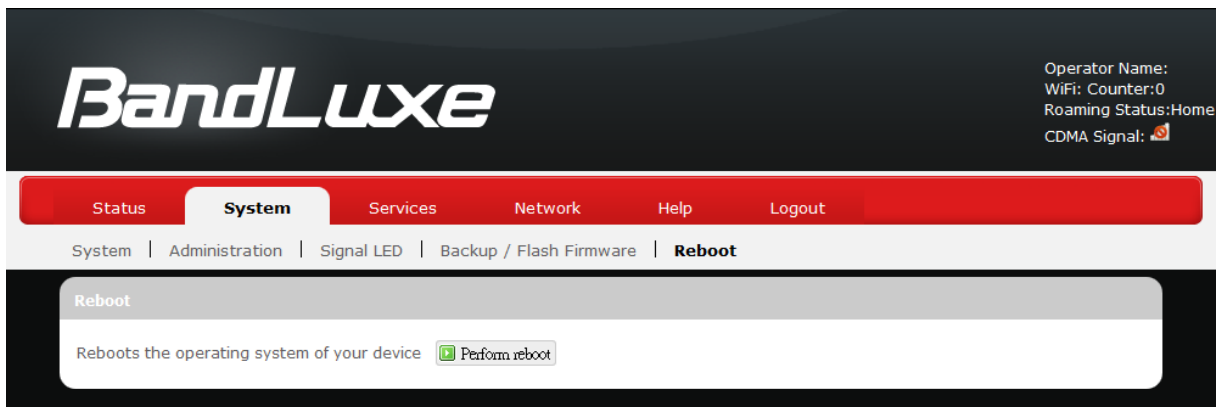 BandLuxe
Operator Name:
WiFi: Counter:0
Roaming Status:Home
CDMA Signal:
Status System Services Network Help Logout
System | Administration | Signal LED | Backup / Flash Firmware | Reboot
Reboot
Reboots the operating system of your device Perform reboot